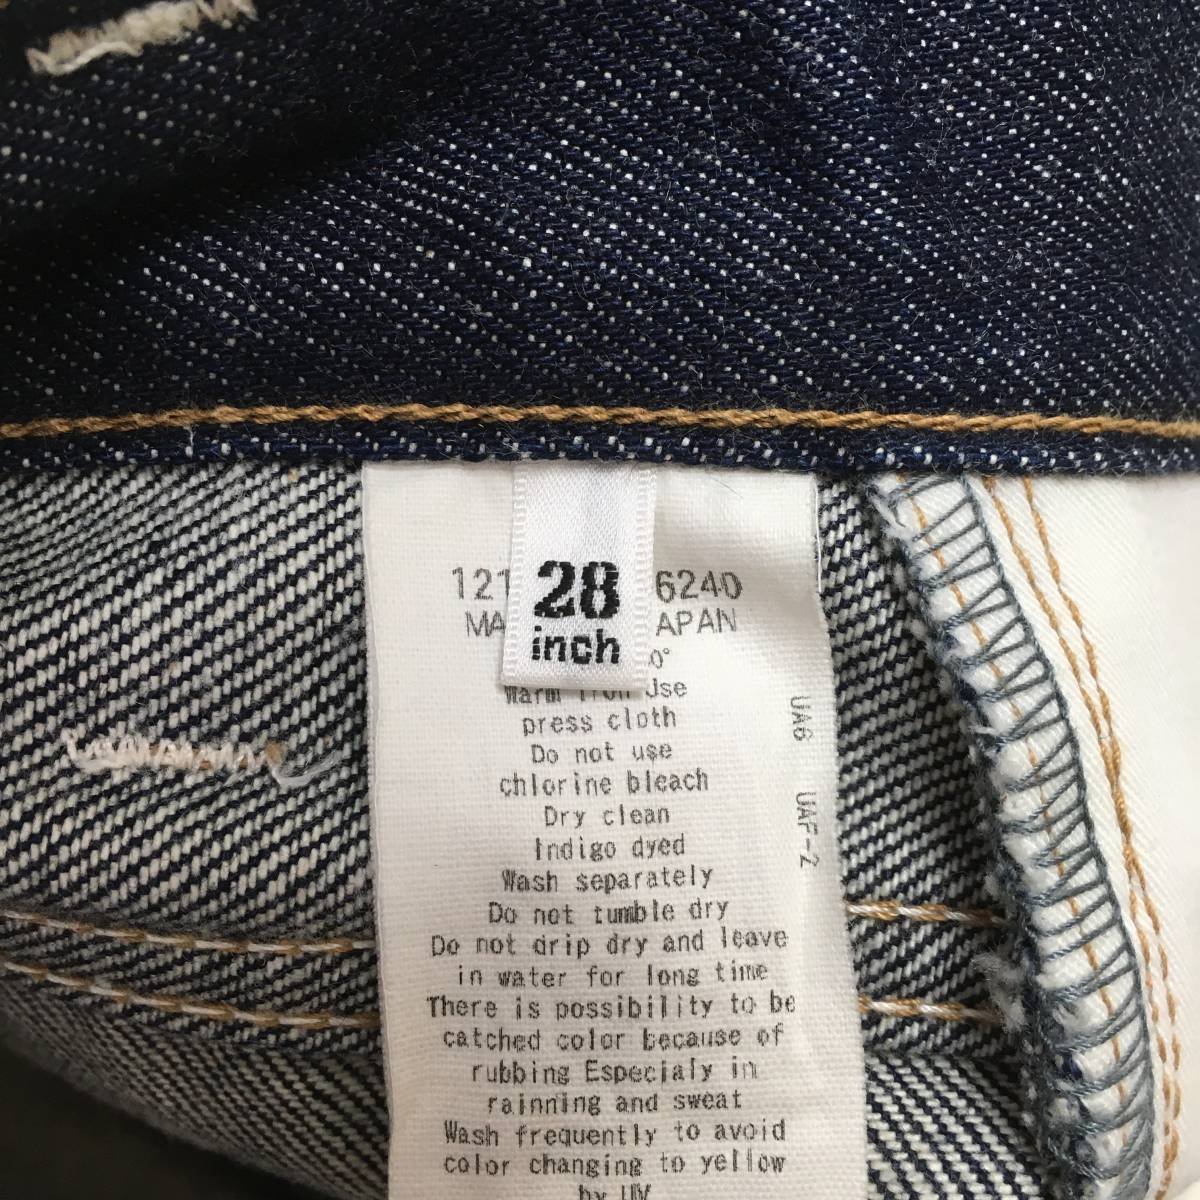 28
inch
121 6240
MA APAN
0°
Warm Iron Use
press cloth
Do not use
chlorine bleach
Dry clean
Indigo dyed
Wash separately
Do not tumble dry
Do not drip dry and leave
in water for long time
There is possibility to be
catched color because of
rubbing Especialy in
rainning and sweat
Wash frequently to avoid
color changing to yellow
by UV
UA6 UAF-2